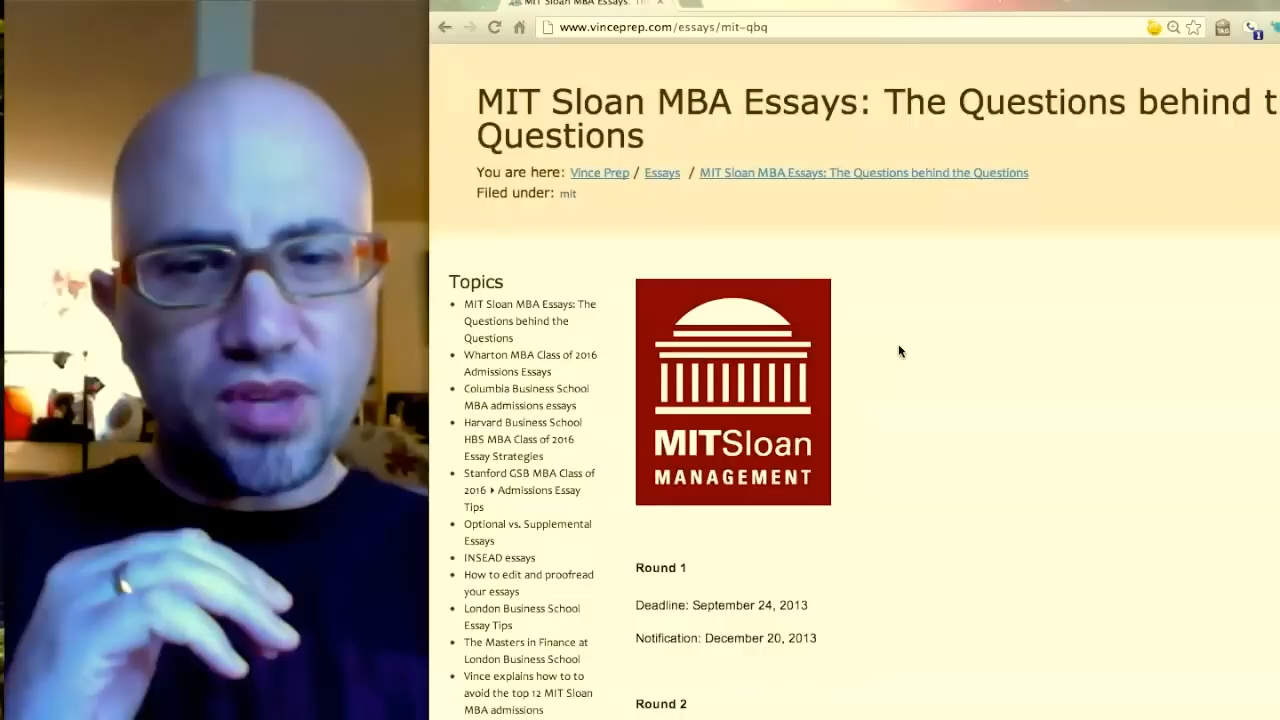 MIT Sloan MBA Essays: Th
www.vinceprep.com/essays/mit-qbq
MIT Sloan MBA Essays: The Questions behind t
Questions
You are here: Vince Prep / Essays / MIT Sloan MBA Essays: The Questions behind the Questions
Filed under: mit
Topics
MIT Sloan MBA Essays: The
Questions behind the
Questions
Wharton MBA Class of 2016
Admissions Essays
Columbia Business School
MBA admissions essays
Harvard Business School
HBS MBA Class of 2016
Essay Strategies
Stanford GSB MBA Class of
2016 ▸ Admissions Essay
Tips
Optional vs. Supplemental
Essays
INSEAD essays
How to edit and proofread
your essays
London Business School
Essay Tips
The Masters in Finance at
London Business School
Vince explains how to to
avoid the top 12 MIT Sloan
MBA admissions
MITSloan
MANAGEMENT
Round 1
Deadline: September 24, 2013
Notification: December 20, 2013
Round 2